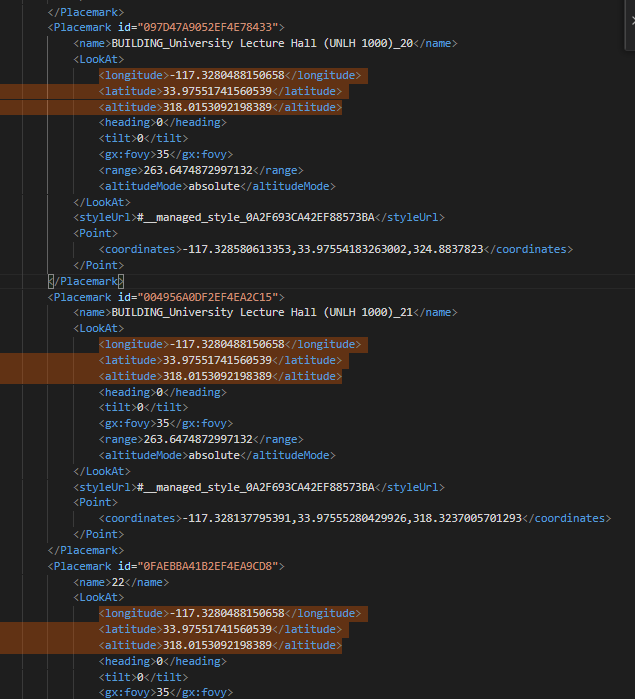 </Placemark>
<Placemark id="097D47A9052EF4E78433">
<name>BUILDING_University Lecture Hall (UNLH 1000)_20</name>
<LookAt>
<longitude>-117.3280488150658</longitude>
<latitude>33.97551741560539</latitude>
<altitude>318.0153092198389</altitude>
<heading>0</heading>
<tilt>0</tilt>
<gx:fovy>35</gx:fovy>
<range>263.6474872997132</range>
<altitudeMode>absolute</altitudeMode>
</LookAt>
<styleUrl>#__managed_style_0A2F693CA42EF88573BA</styleUrl>
<Point>
<coordinates>-117.328580613353,33.97554183263002,324.8837823</coordinates>
</Point>
</Placemark>
<Placemark id="004956A0DF2EF4EA2C15">
<name>BUILDING_University Lecture Hall (UNLH 1000)_21</name>
<LookAt>
<longitude>-117.3280488150658</longitude>
<latitude>33.97551741560539</latitude>
<altitude>318.0153092198389</altitude>
<heading>0</heading>
<tilt>0</tilt>
<gx:fovy>35</gx:fovy>
<range>263.6474872997132</range>
<altitudeMode>absolute</altitudeMode>
</LookAt>
<styleUrl>#__managed_style_0A2F693CA42EF88573BA</styleUrl>
<Point>
<coordinates>-117.328137795391,33.97555280429926,318.3237005701293</coordinates>
</Point>
</Placemark>
<Placemark id="0FAEBBA41B2EF4EA9CD8">
<name>22</name>
<LookAt>
<longitude>-117.3280488150658</longitude>
<latitude>33.97551741560539</latitude>
<altitude>318.0153092198389</altitude>
<heading>0</heading>
<tilt>0</tilt>
<gx:fovy>35</gx:fovy>